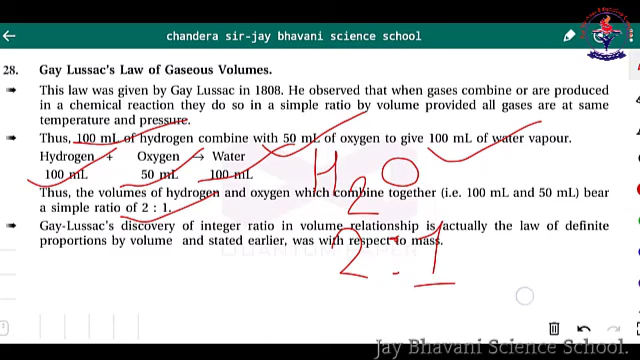 chandera sir-jay bhavani science school
28. Gay Lussac's Law of Gaseous Volumes.
This law was given by Gay Lussac in 1808. He observed that when gases combine or are produced
in a chemical reaction they do so in a simple ratio by volume provided all gases are at same
temperature and pressure.
Thus, 100 mL of hydrogen combine with 50 mL of oxygen to give 100 mL of water vapour.
Hydrogen + Oxygen → Water
100 mL 50 mL 100 mL
H2O
Thus, the volumes of hydrogen and oxygen which combine together (i.e. 100 mL and 50 mL) bear
a simple ratio of 2 : 1.
Gay-Lussac's discovery of integer ratio in volume relationship is actually the law of definite
proportions by volume and stated earlier, was with respect to mass.
2:1
Jay Bhavani Science School.